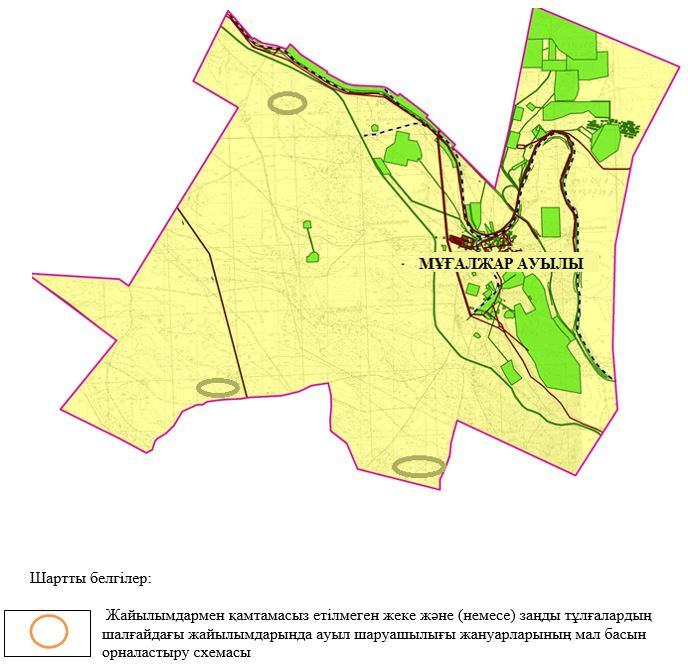 МҰҒАЛЖАР АУЫЛЫ
Шартты белгілер:
Жайылымдармен қамтамасыз етілмеген жеке және (немесе) заңды тұлғалардың
шалғайдағы жайылымдарында ауыл шаруашылығы жануарларының мал басын
орналастыру схемасы